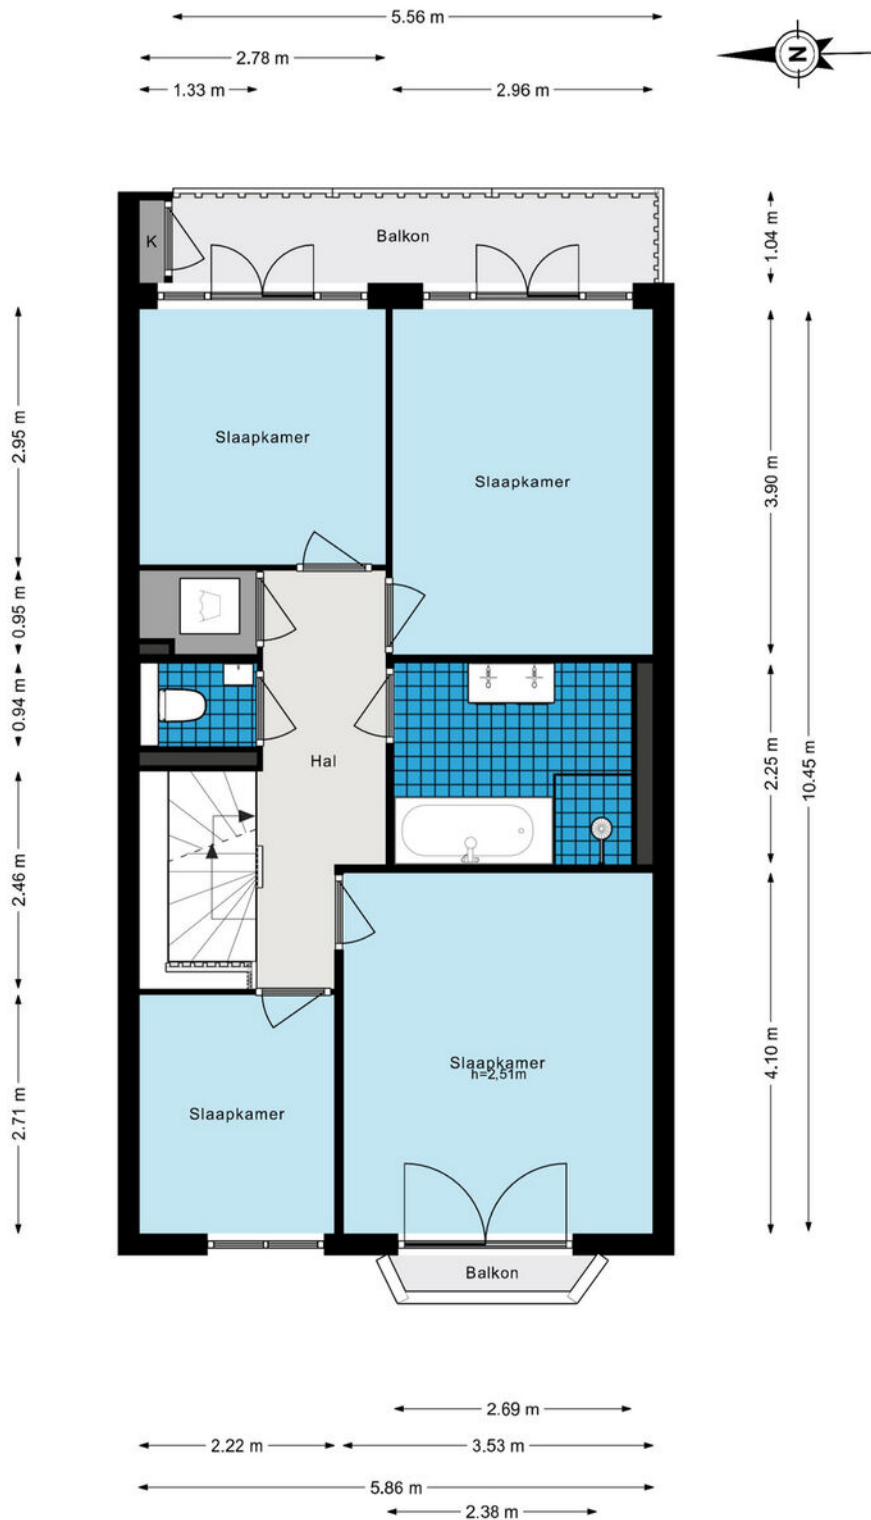 5.56 m
2.78 m
1.33 m
2.96 m
N
K
Balkon
1.04 m
Slaapkamer
Slaapkamer
2.95 m
3.90 m
0.95 m
0.94 m
Hal
2.25 m
10.45 m
2.46 m
Slaapkamer
h=2,51m
4.10 m
Slaapkamer
2.71 m
Balkon
2.69 m
2.22 m
3.53 m
5.86 m
2.38 m